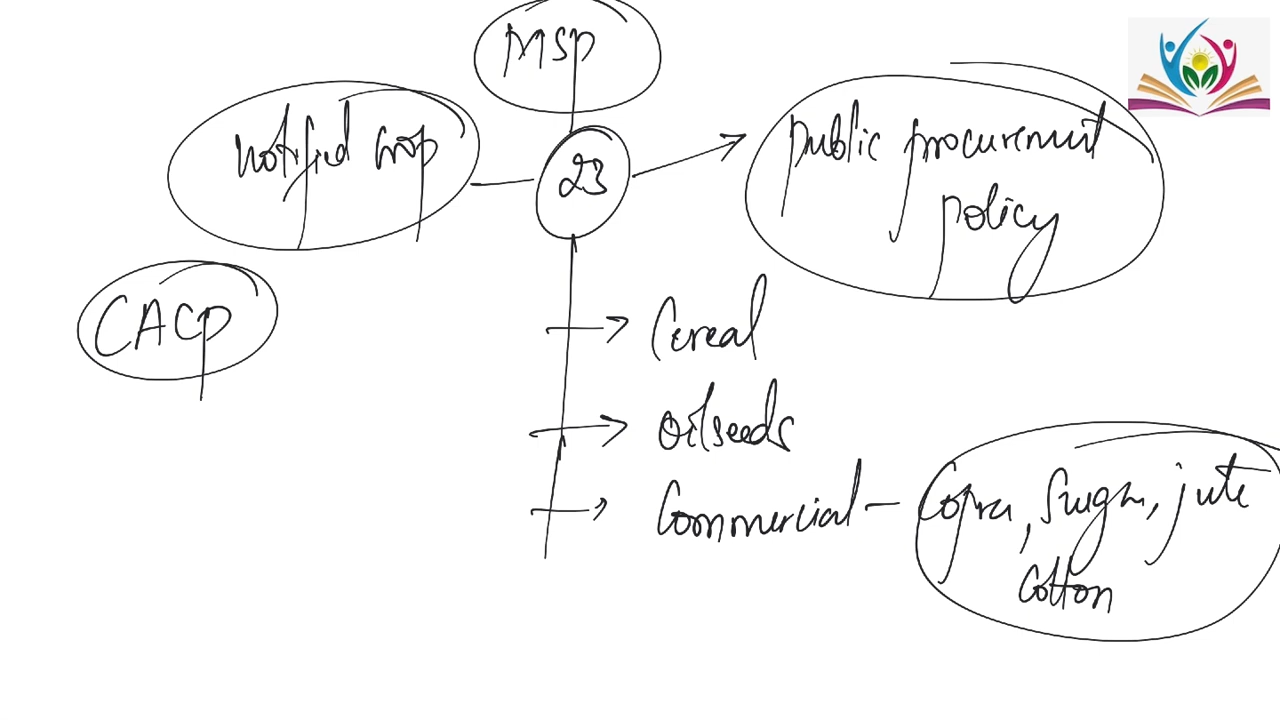 MSP
notified crop
23
public procurement
policy
CACP
Cereal
oilseeds
Commercial - Copra, Sugar, jute
Cotton